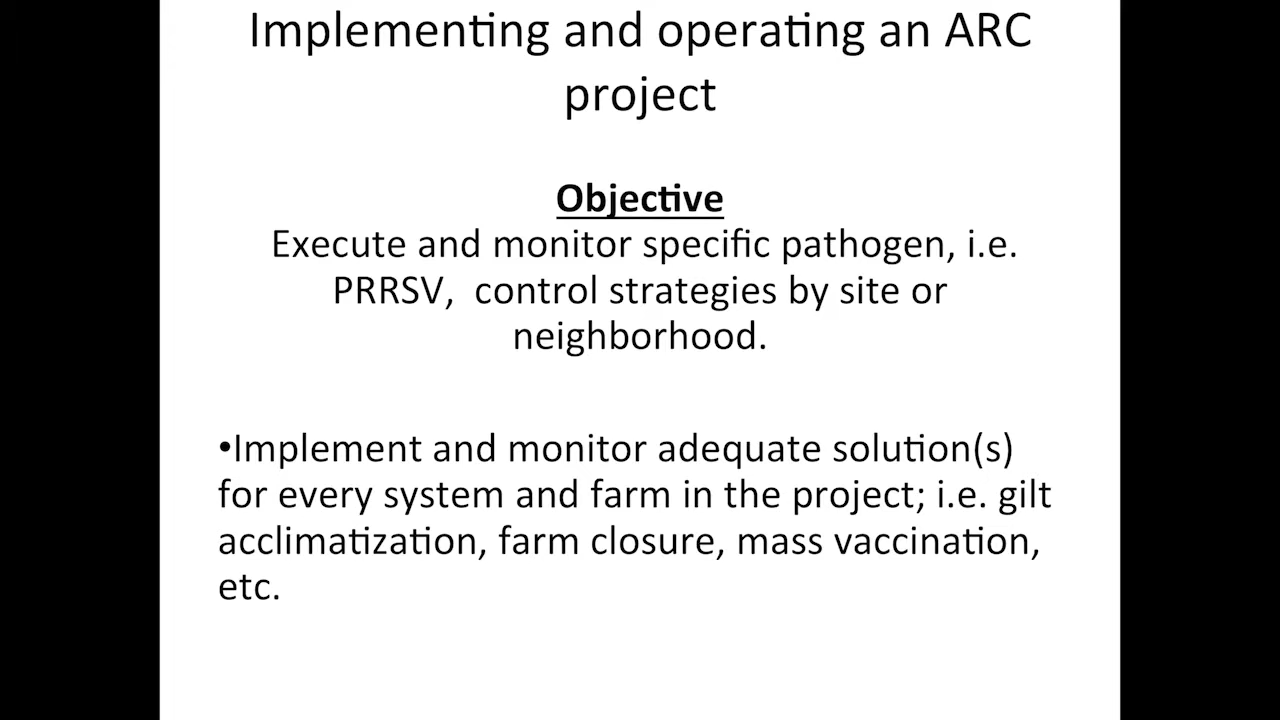 Implementing and operating an ARC
project
Objective
Execute and monitor specific pathogen, i.e.
PRRSV,  control strategies by site or
neighborhood.
•Implement and monitor adequate solution(s)
for every system and farm in the project; i.e. gilt
acclimatization, farm closure, mass vaccination,
etc.